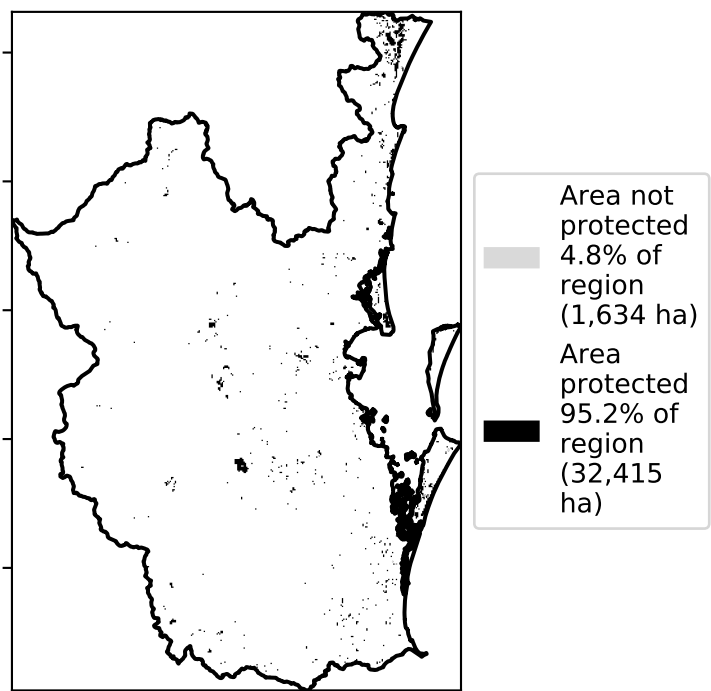 Area not
protected
4.8% of
region
(1,634 ha)
Area
protected
95.2% of
region
(32,415
ha)